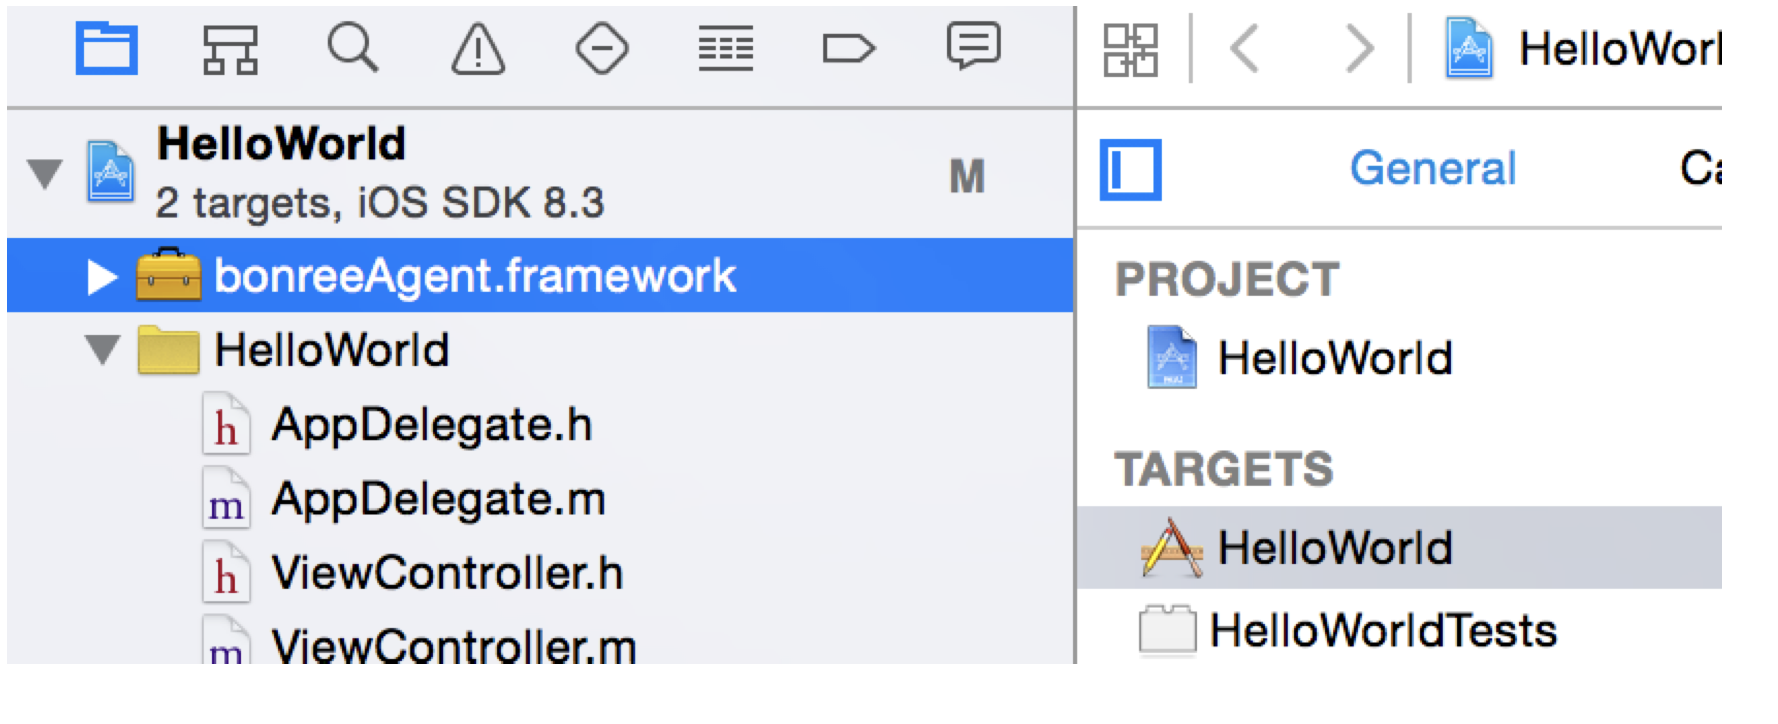 HelloWorld
2 targets, iOS SDK 8.3
M
bonreeAgent.framework
HelloWorld
h AppDelegate.h
m AppDelegate.m
h ViewController.h
m ViewController.m
HelloWorl
General Ca
PROJECT
HelloWorld
TARGETS
HelloWorld
HelloWorldTests